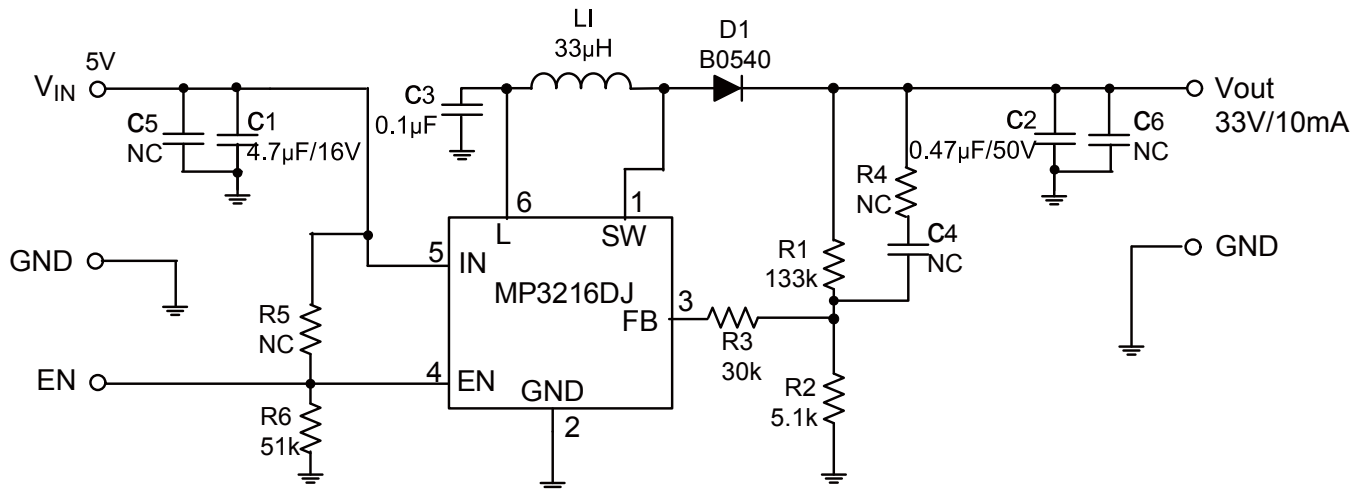 LI
33µH
D1
B0540
5V
VIN
C5
NC
C1
4.7µF/16V
C3
0.1µF
Vout
33V/10mA
C2
0.47µF/50V
C6
NC
R4
NC
C4
NC
6
1
L
SW
GND
5
IN
MP3216DJ
R1
133k
3
FB
R3
30k
GND
R5
NC
EN
4
EN
GND
2
R2
5.1k
R6
51k